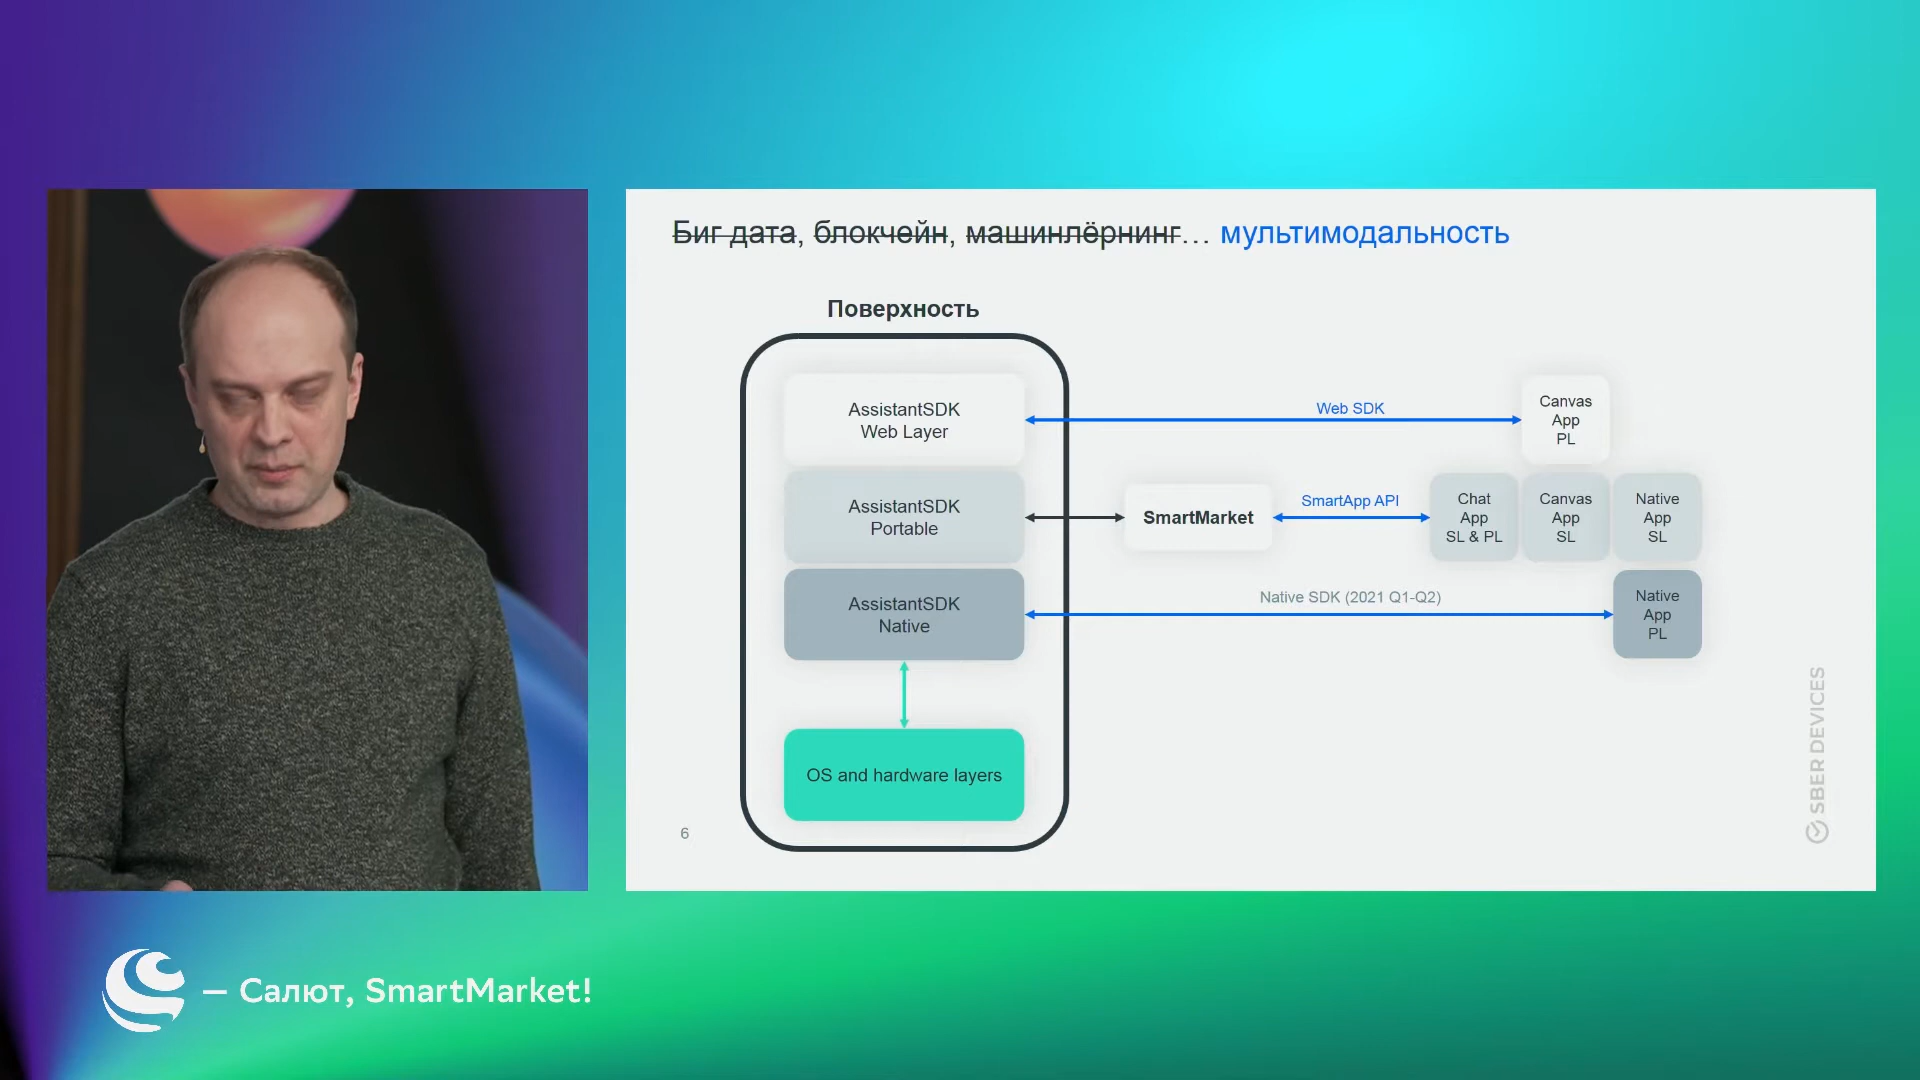 Биг дата, блокчейн, машинлёрнинг… мультимодальность
Поверхность
AssistantSDK
Web Layer
Web SDK
Canvas
App
PL
AssistantSDK
Portable
SmartMarket
SmartApp API
Chat
App
SL & PL
Canvas
App
SL
Native
App
SL
AssistantSDK
Native
Native SDK (2021 Q1-Q2)
Native
App
PL
OS and hardware layers
6
SBER DEVICES
– Салют, SmartMarket!